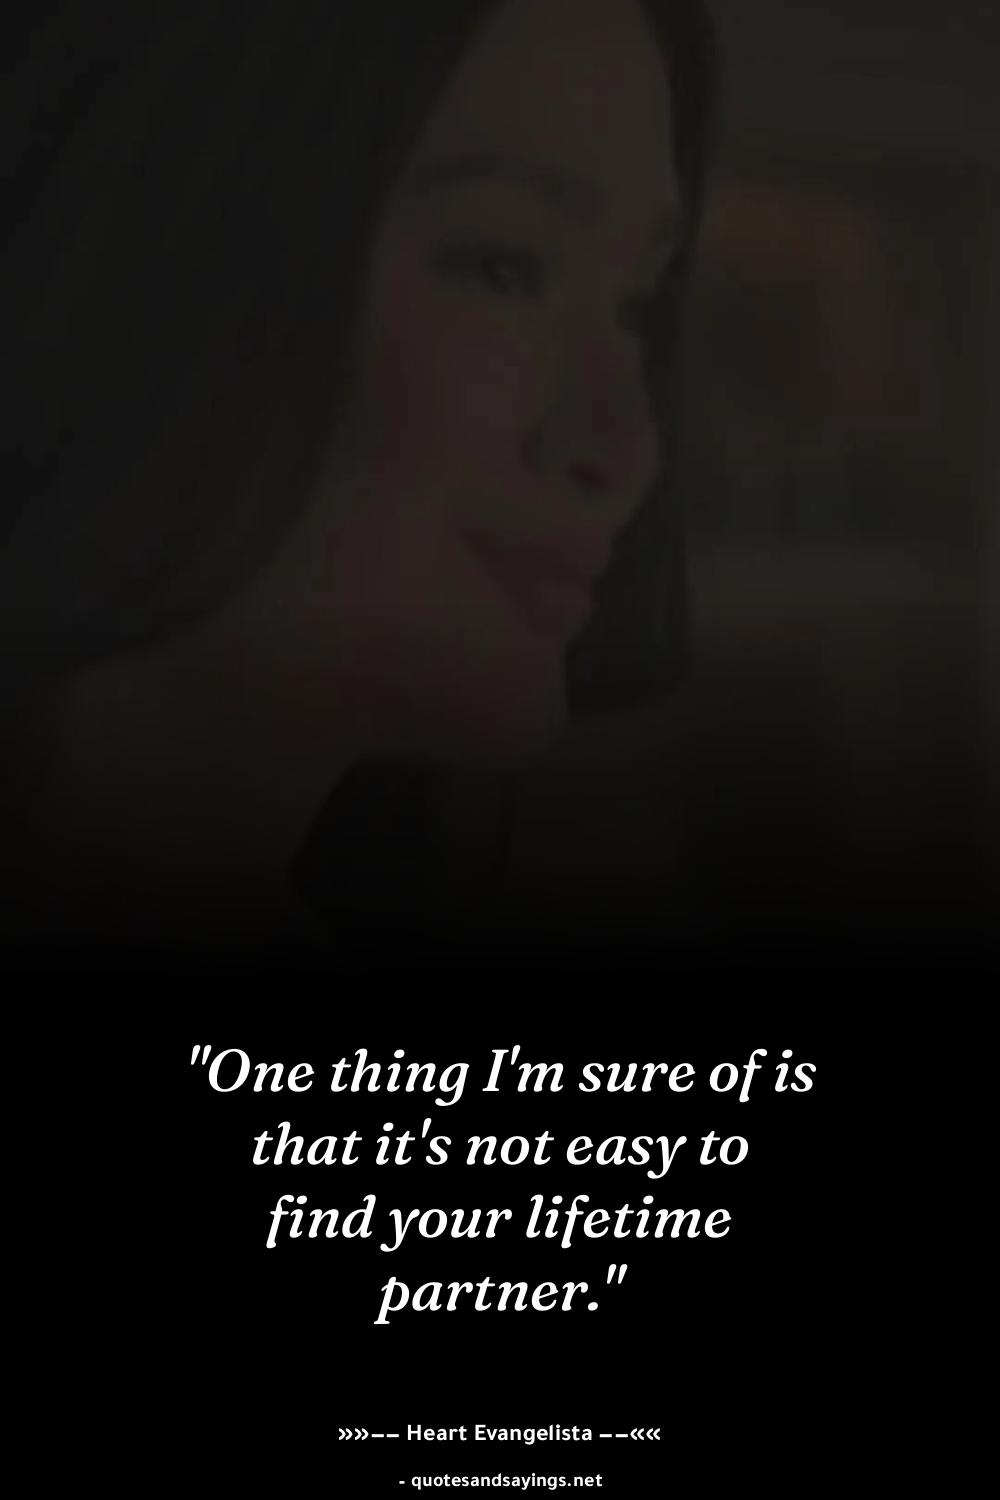 "One thing I'm sure of is
that it's not easy to
find your lifetime
partner."
»»–– Heart Evangelista ––««
- quotesandsayings.net